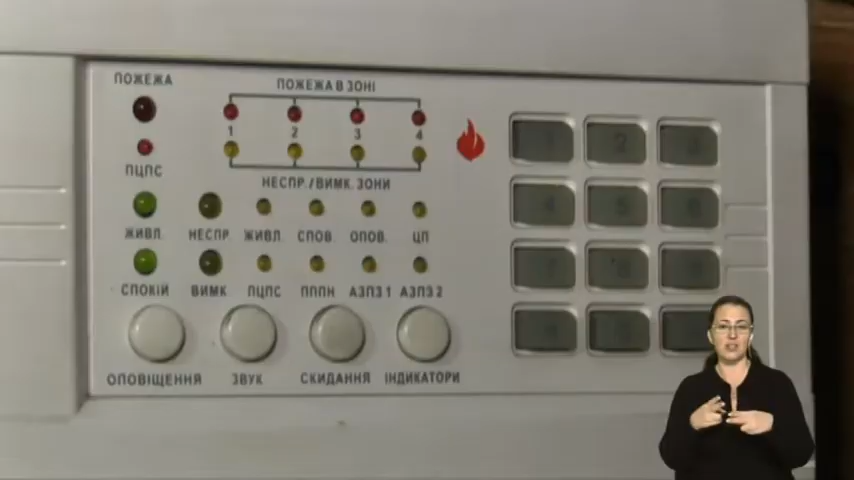 ПОЖЕЖА
ПОЖЕЖА В ЗОНІ
1 2 3 4
ПЦПС
НЕСПР./ВИМК. ЗОНИ
ЖИВЛ. НЕСПР. ЖИВЛ. СПОВ. ОПОВ. ЦП
СПОКІЙ ВИМК ПЦПС ПППН АЗПЗ 1 АЗПЗ 2
ОПОВІЩЕННЯ ЗВУК СКИДАННЯ ІНДИКАТОРИ